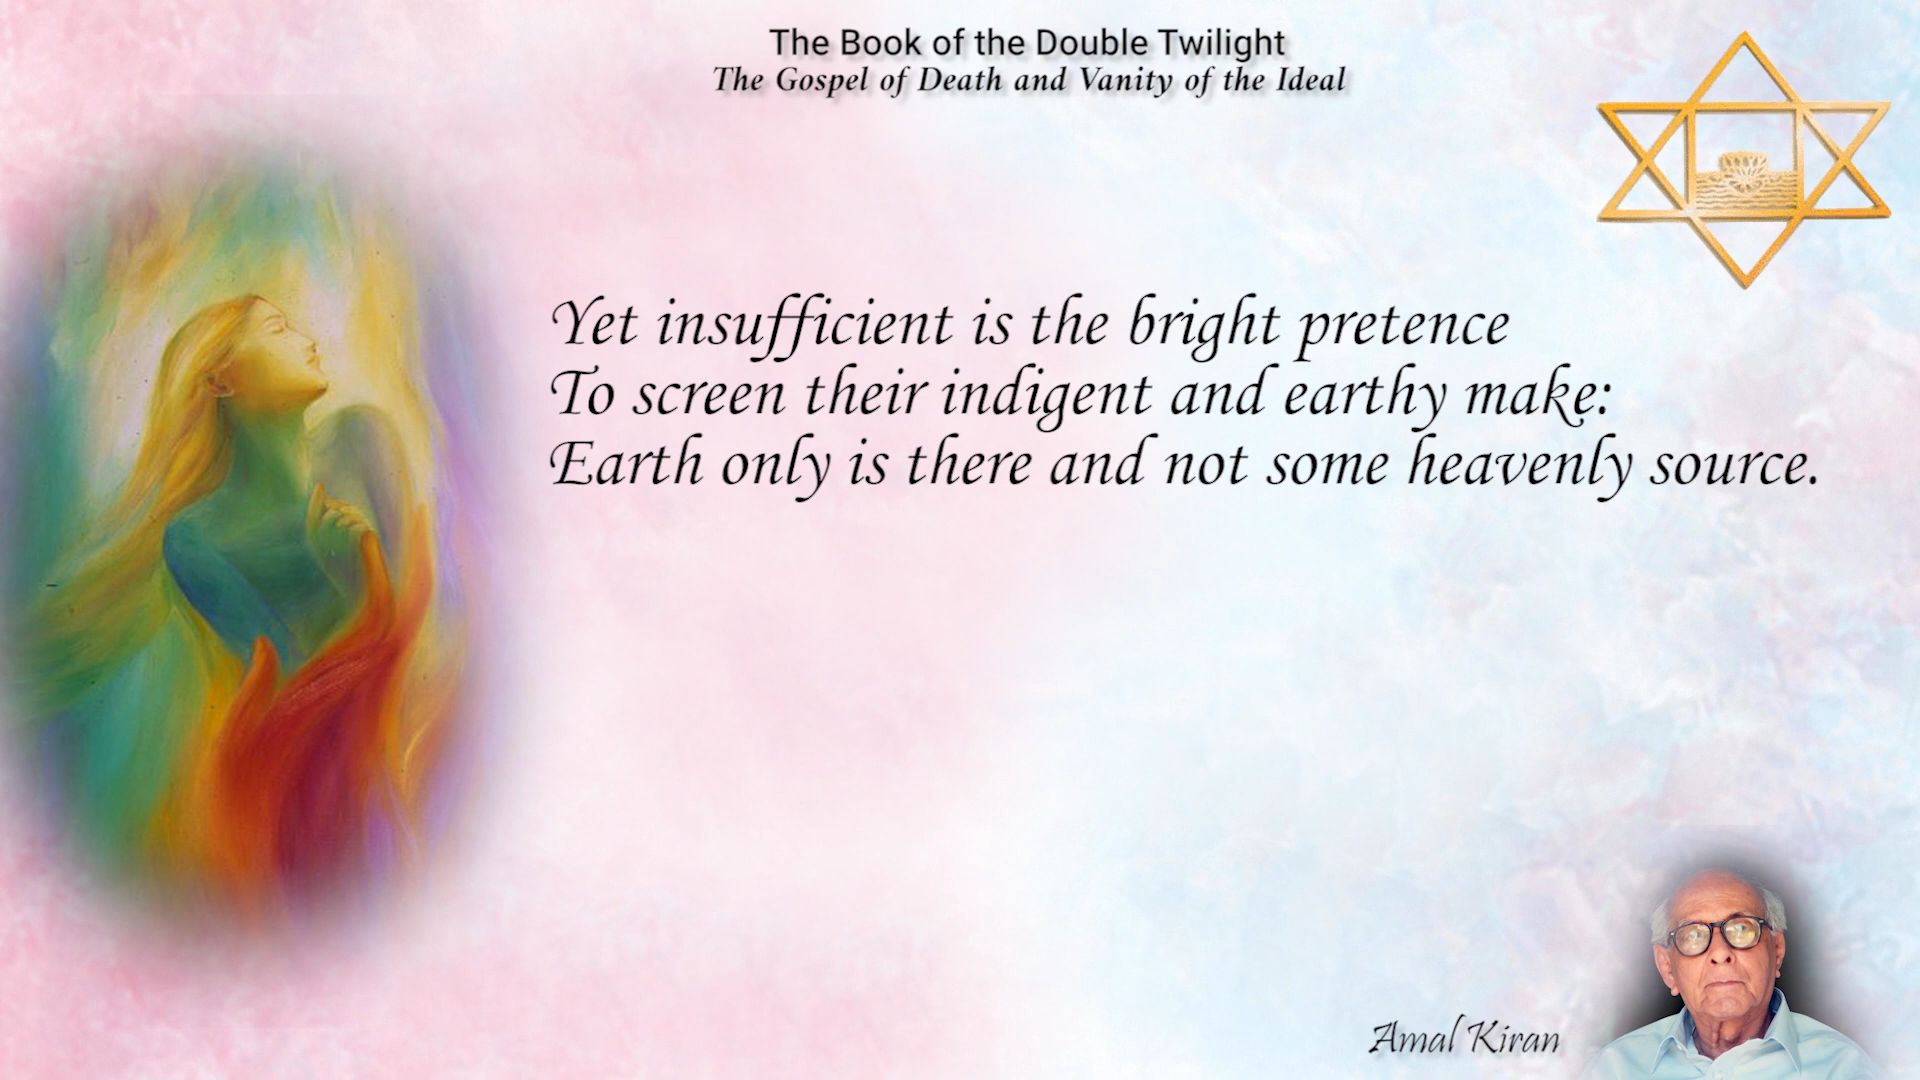 The Book of the Double Twilight
The Gospel of Death and Vanity of the Ideal
Yet insufficient is the bright pretence
To screen their indigent and earthy make:
Earth only is there and not some heavenly source.
Amal Kiran